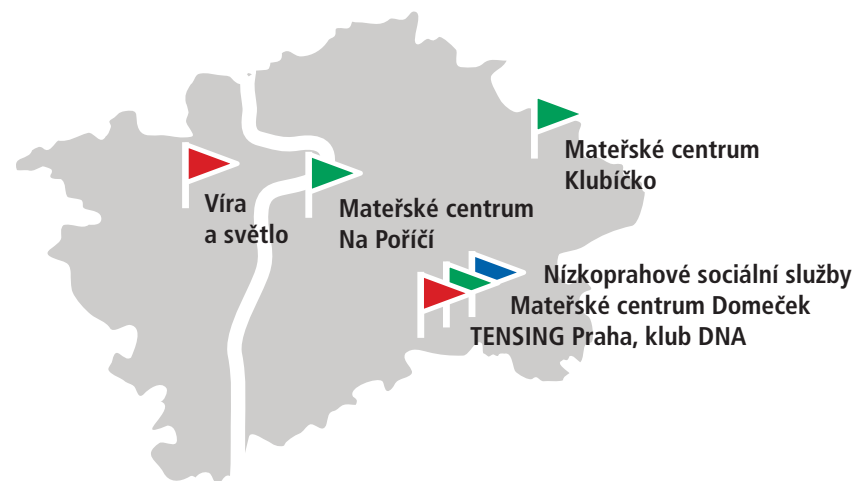 Mateřské centrum
Klubíčko
Víra
a světlo
Mateřské centrum
Na Poříčí
Nízkoprahové sociální služby
Mateřské centrum Domeček
TENSING Praha, klub DNA